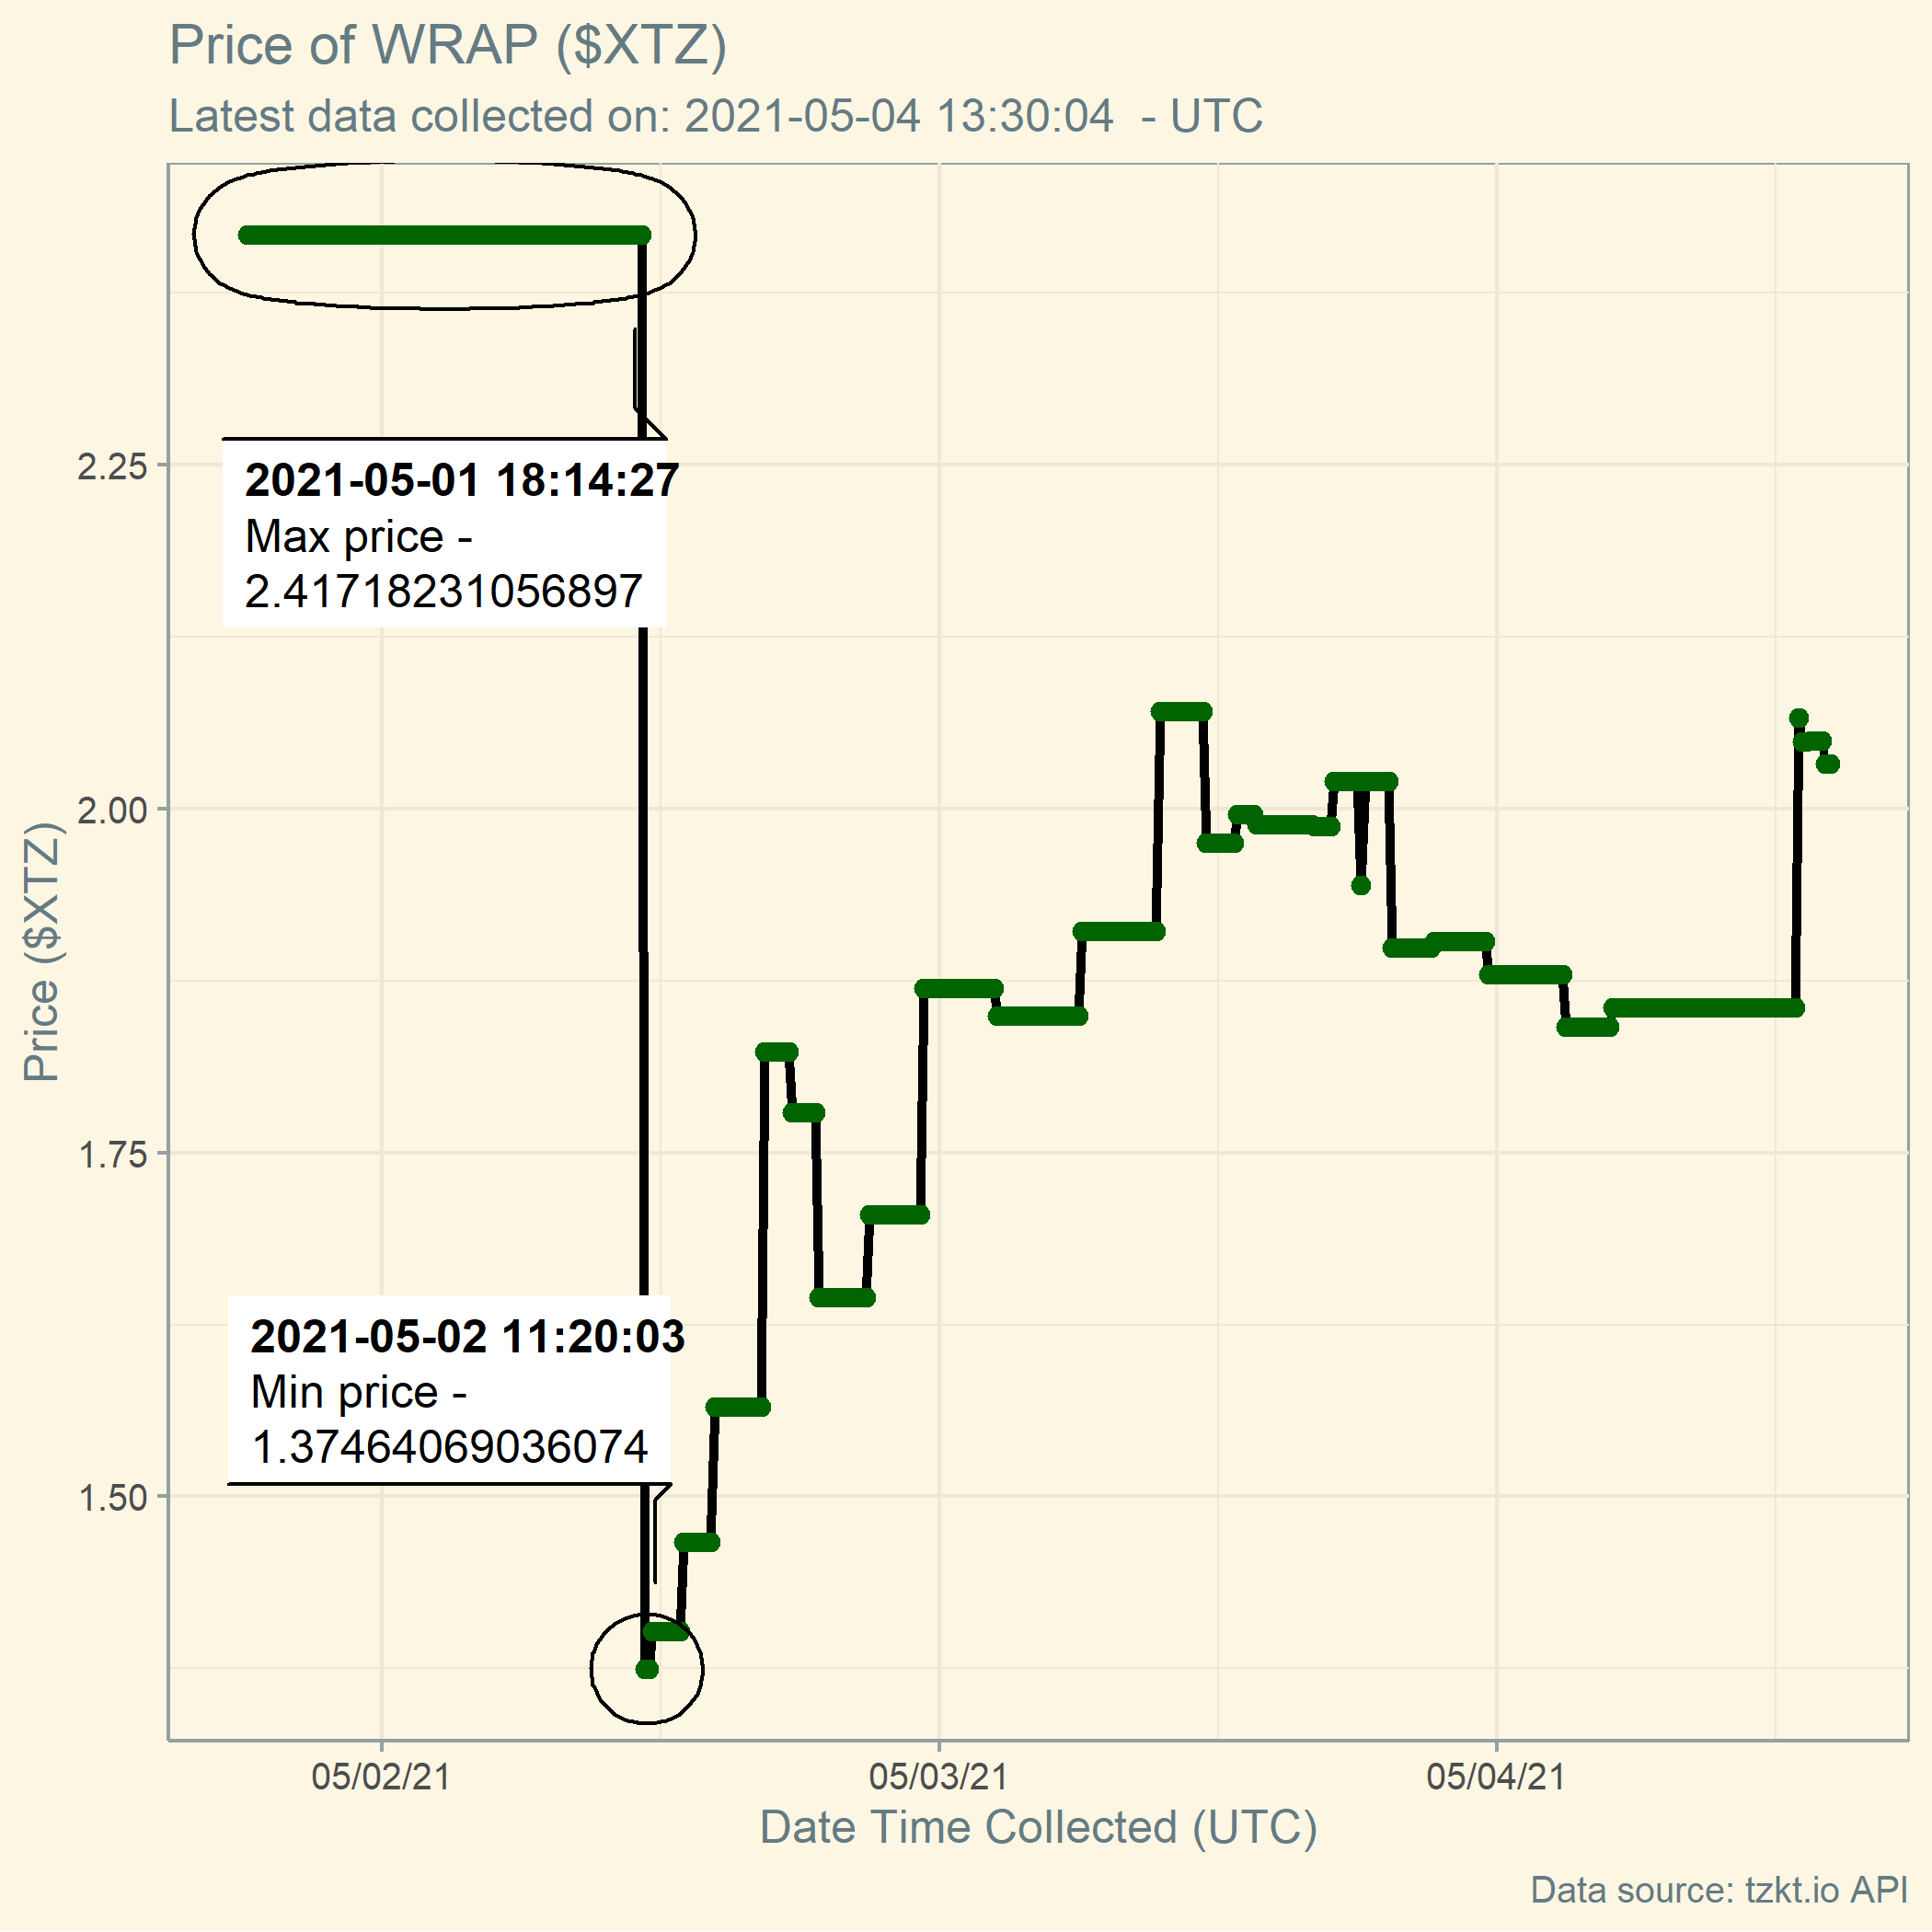 Price of WRAP ($XTZ)
Latest data collected on: 2021-05-04 13:30:04  - UTC
2021-05-01 18:14:27
Max price -
2.41718231056897
2021-05-02 11:20:03
Min price -
1.37464069036074
Price ($XTZ)
2.25
2.00
1.75
1.50
05/02/21
05/03/21
05/04/21
Date Time Collected (UTC)
Data source: tzkt.io API